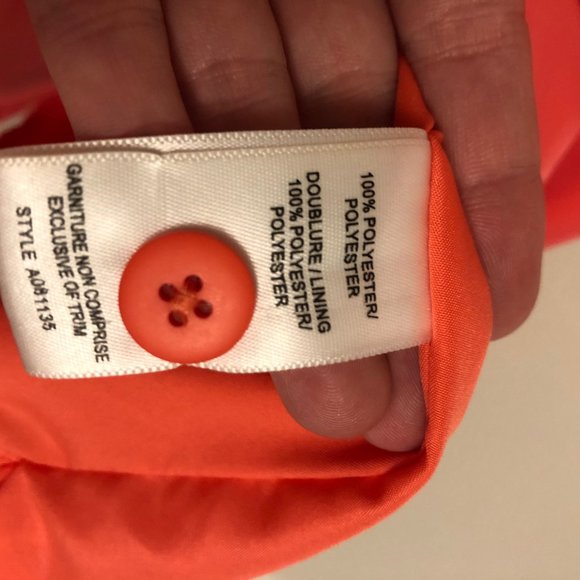 100% POLYESTER/
POLYESTER
DOUBLURE / LINING
100% POLYESTER/
POLYESTER
GARNITURE NON COMPRISE
EXCLUSIVE OF TRIM
STYLE A081135